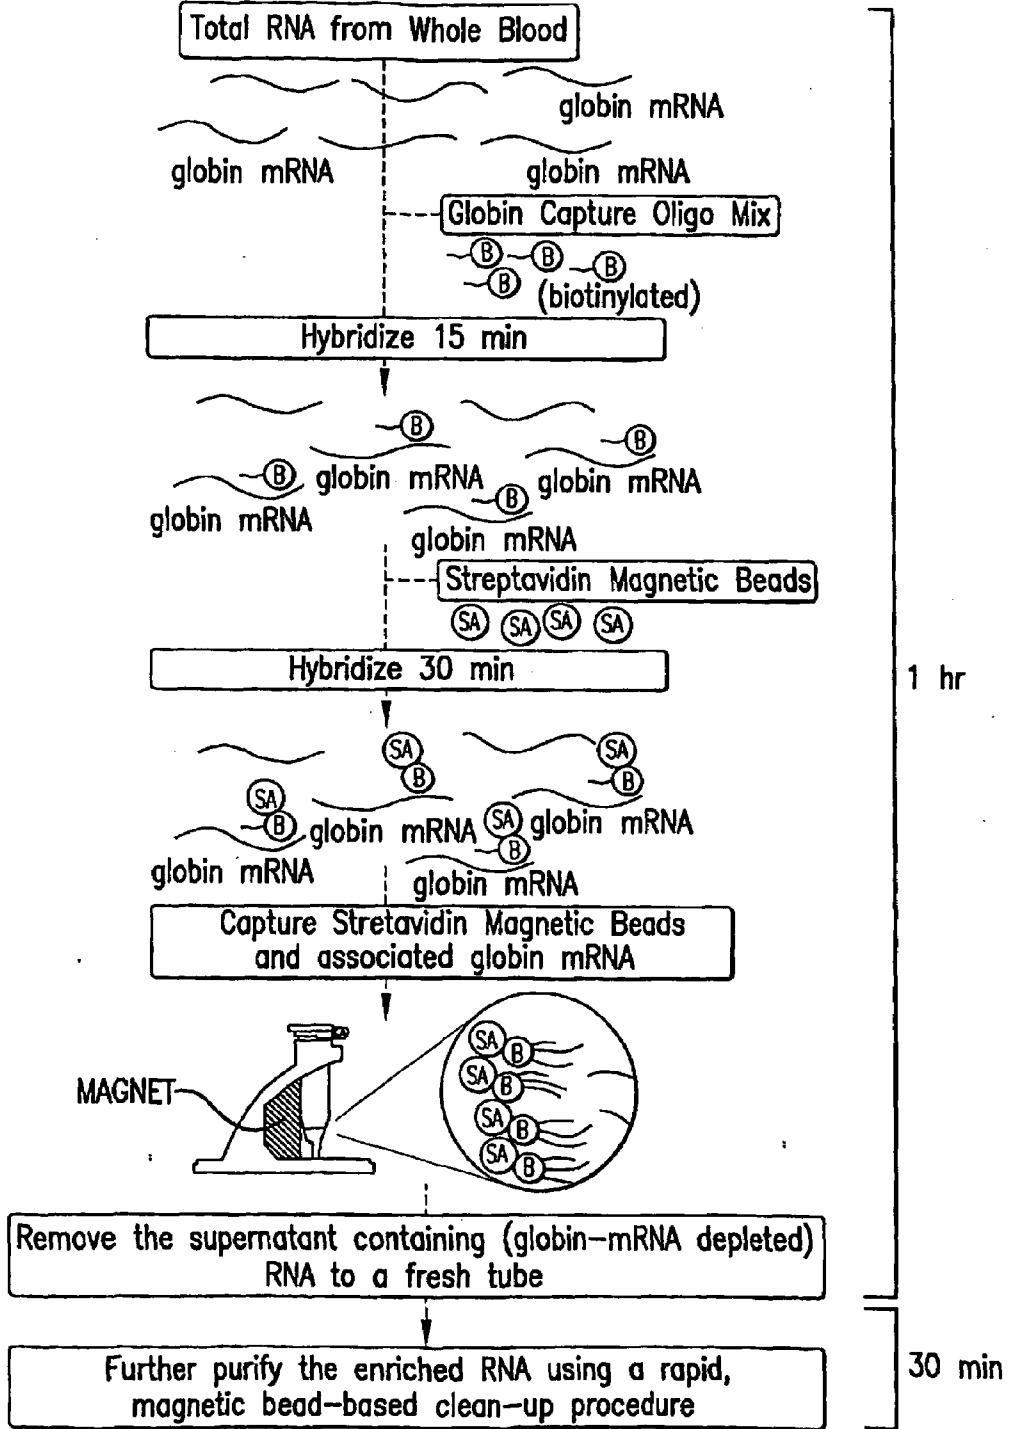 Total RNA from Whole Blood
globin mRNA
globin mRNA
globin mRNA
Globin Capture Oligo Mix
B
B
B
B
(biotinylated)
Hybridize 15 min
B
B
B
globin mRNA
globin mRNA
B
globin mRNA
globin mRNA
Streptavidin Magnetic Beads
SA
SA
SA
SA
Hybridize 30 min
1 hr
SA
SA
B
B
SA
B
globin mRNA
SA
globin mRNA
B
globin mRNA
globin mRNA
Capture Stretavidin Magnetic Beads
and associated globin mRNA
MAGNET
SA
B
SA
B
SA
B
SA
B
Remove the supernatant containing (globin-mRNA depleted)
RNA to a fresh tube
Further purify the enriched RNA using a rapid,
magnetic bead-based clean-up procedure
30 min